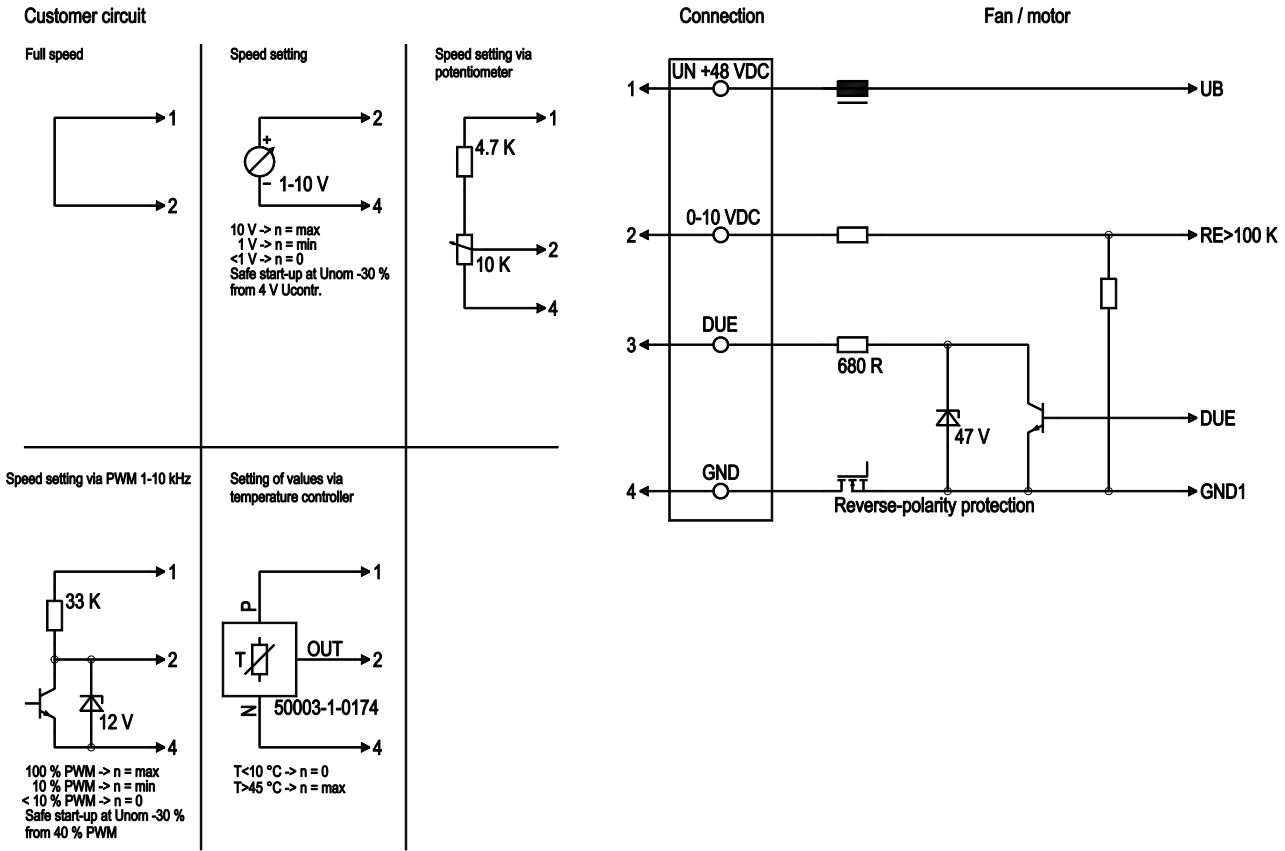 Customer circuit
Full speed
1
2
Speed setting
2
+
-
1-10 V
4
10 V -> n = max
1 V -> n = min
<1 V -> n = 0
Safe start-up at Unom -30 %
from 4 V Ucontr.
Speed setting via
potentiometer
1
4.7 K
2
10 K
4
Speed setting via PWM 1-10 kHz
1
33 K
2
12 V
4
100 % PWM -> n = max
10 % PWM -> n = min
< 10 % PWM -> n = 0
Safe start-up at Unom -30 %
from 40 % PWM
Setting of values via
temperature controller
1
P
T
OUT
2
N
50003-1-0174
4
T<10 °C -> n = 0
T>45 °C -> n = max
Connection
Fan / motor
UN +48 VDC
1
UB
0-10 VDC
2
RE>100 K
DUE
3
680 R
47 V
DUE
GND
4
GND1
Reverse-polarity protection